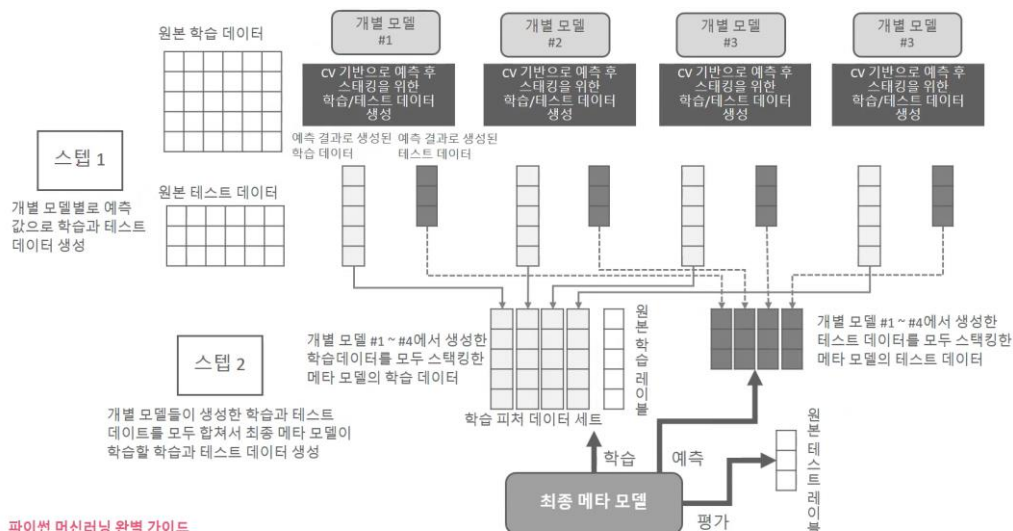 개별 모델
#1
개별 모델
#2
개별 모델
#3
개별 모델
#3
원본 학습 데이터
CV 기반으로 예측 후
스태킹을 위한
학습/테스트 데이터
생성
CV 기반으로 예측 후
스태킹을 위한
학습/테스트 데이터
생성
CV 기반으로 예측 후
스태킹을 위한
학습/테스트 데이터
생성
CV 기반으로 예측 후
스태킹을 위한
학습/테스트 데이터
생성
예측 결과로 생성된
학습 데이터
예측 결과로 생성된
테스트 데이터
스텝 1
개별 모델별로 예측
값으로 학습과 테스트
데이터 생성
원본 테스트 데이터
개별 모델 #1 ~ #4에서 생성한
학습데이터를 모두 스택킹한
메타 모델의 학습 데이터
원본 학습 레이블
개별 모델 #1 ~ #4에서 생성한
테스트 데이터를 모두 스택킹한
메타 모델의 테스트 데이터
스텝 2
개별 모델들이 생성한 학습과 테스트
데이트를 모두 합쳐서 최종 메타 모델이
학습할 학습과 테스트 데이터 생성
학습 피처 데이터 세트
학습
예측
원본 테스트 레이블
최종 메타 모델
평가
파이썬 머신러닝 완벽 가이드